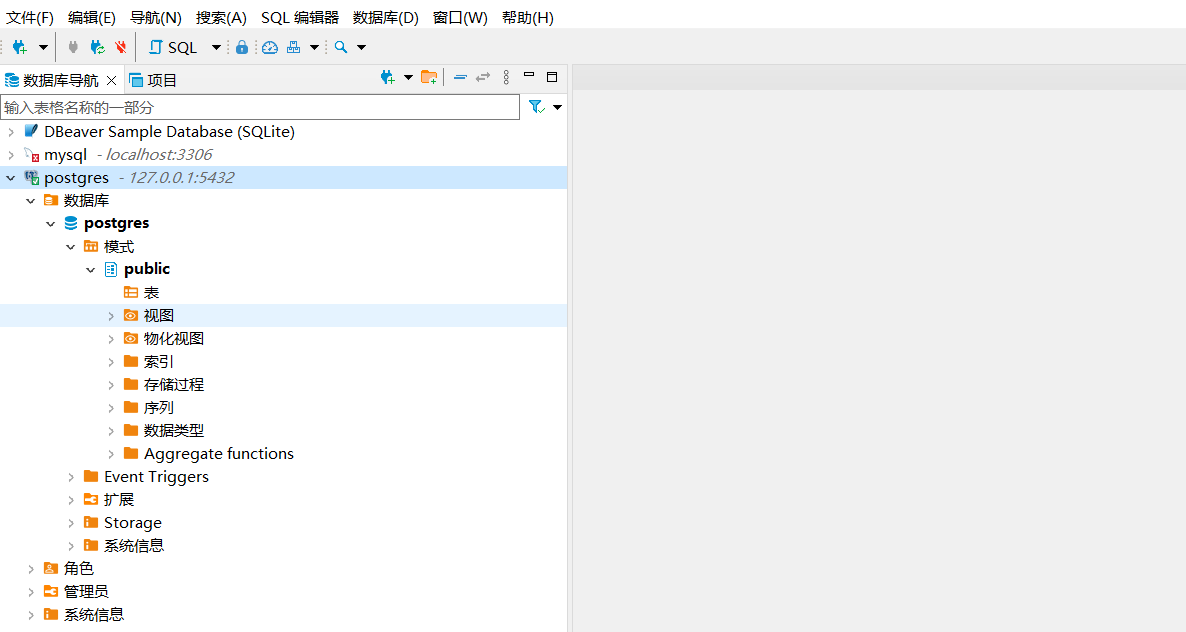 文件(F) 编辑(E) 导航(N) 搜索(A) SQL 编辑器 数据库(D) 窗口(W) 帮助(H)
SQL
数据库导航 项目
输入表格名称的一部分
DBeaver Sample Database (SQLite)
mysql - localhost:3306
postgres - 127.0.0.1:5432
数据库
postgres
模式
public
表
视图
物化视图
索引
存储过程
序列
数据类型
Aggregate functions
Event Triggers
扩展
Storage
系统信息
角色
管理员
系统信息